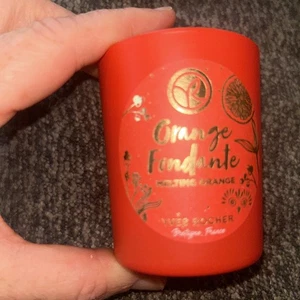 Orange
Fondante
MELTING ORANGE
YVES ROCHER
Bretagne, France